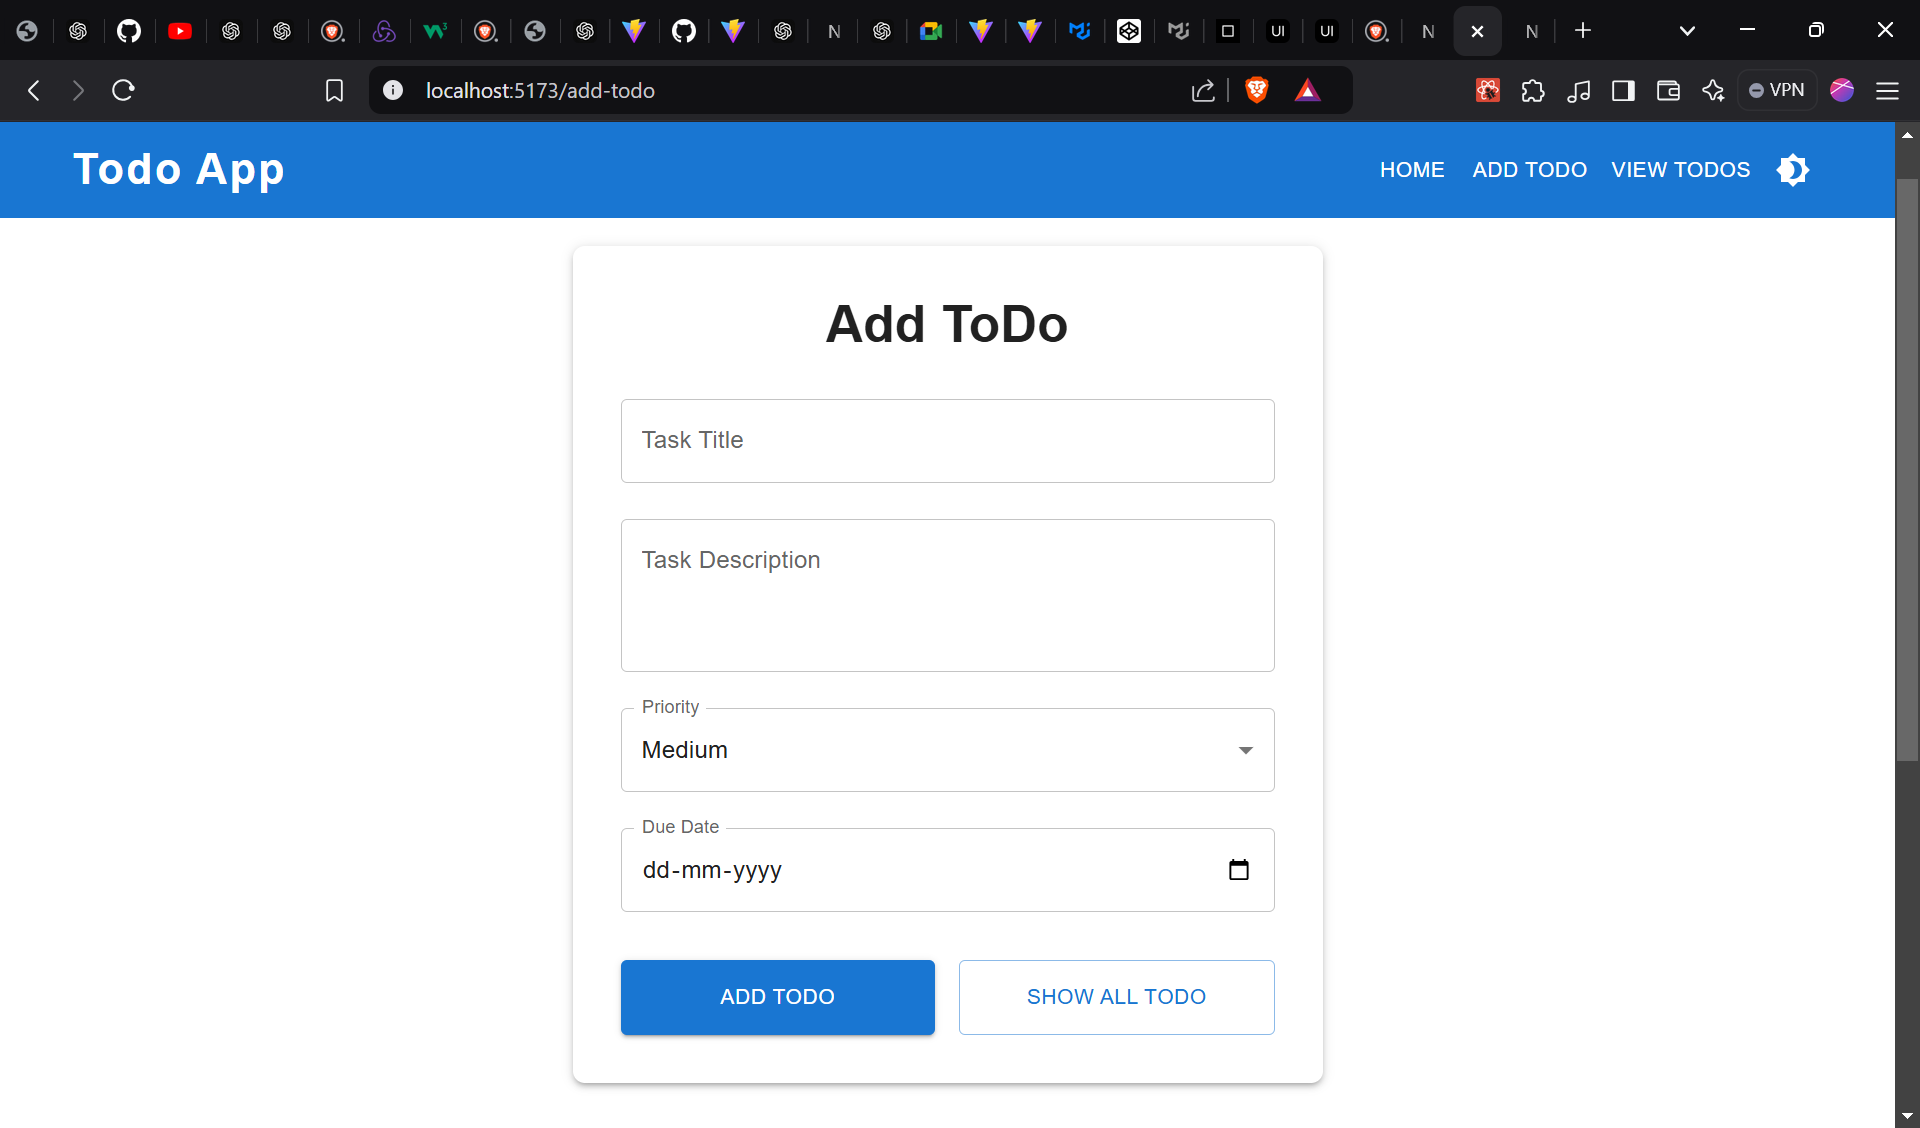 N
UI
UI
N
N
localhost:5173/add-todo
VPN
Todo App
HOME
ADD TODO
VIEW TODOS
Add ToDo
Task Title
Task Description
Priority
Medium
Due Date
dd-mm-yyyy
ADD TODO
SHOW ALL TODO